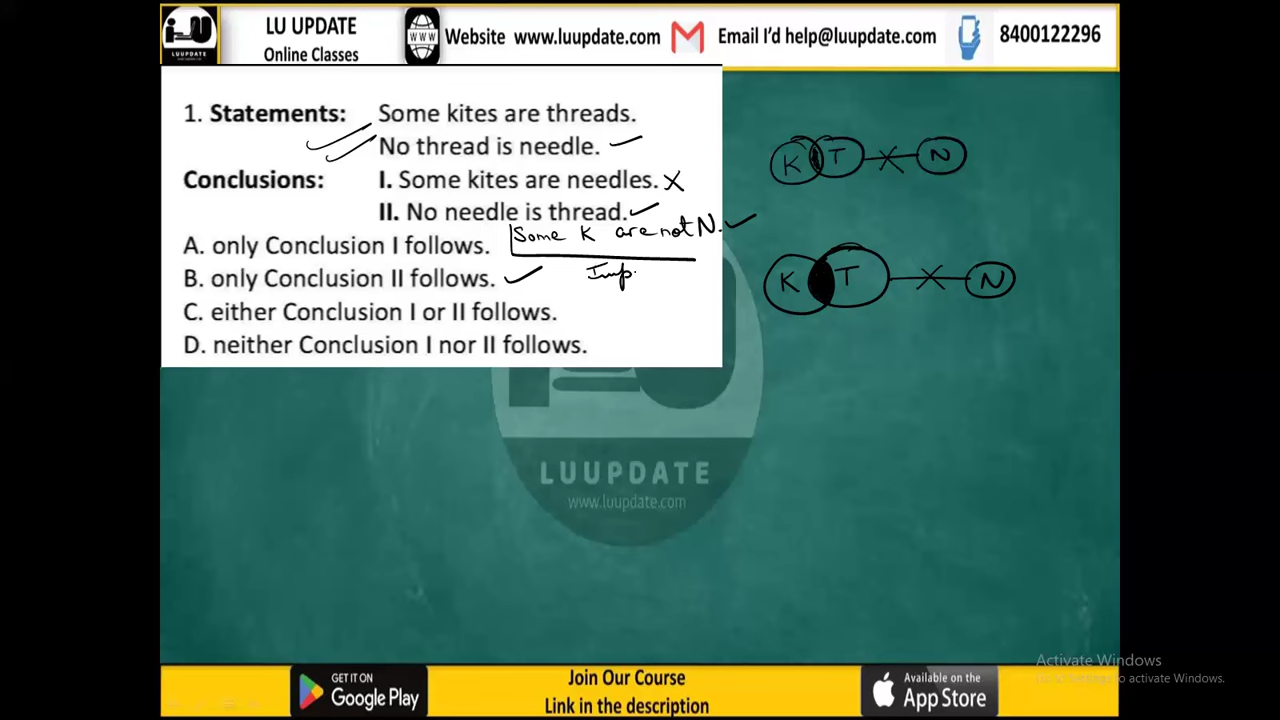 LU UPDATE
Online Classes
LUUPDATE
WWW
Website www.luupdate.com
Email I'd help@luupdate.com
8400122296
1. Statements: Some kites are threads.
No thread is needle.
Conclusions: I. Some kites are needles. X
II. No needle is thread.
Some K are not N.
A. only Conclusion I follows.
Imp.
B. only Conclusion II follows.
C. either Conclusion I or II follows.
D. neither Conclusion I nor II follows.
K T N
K T N
LUUPDATE
www.luupdate.com
Activate Windows
GET IT ON
Google Play
Join Our Course
Link in the description
Available on the
App Store